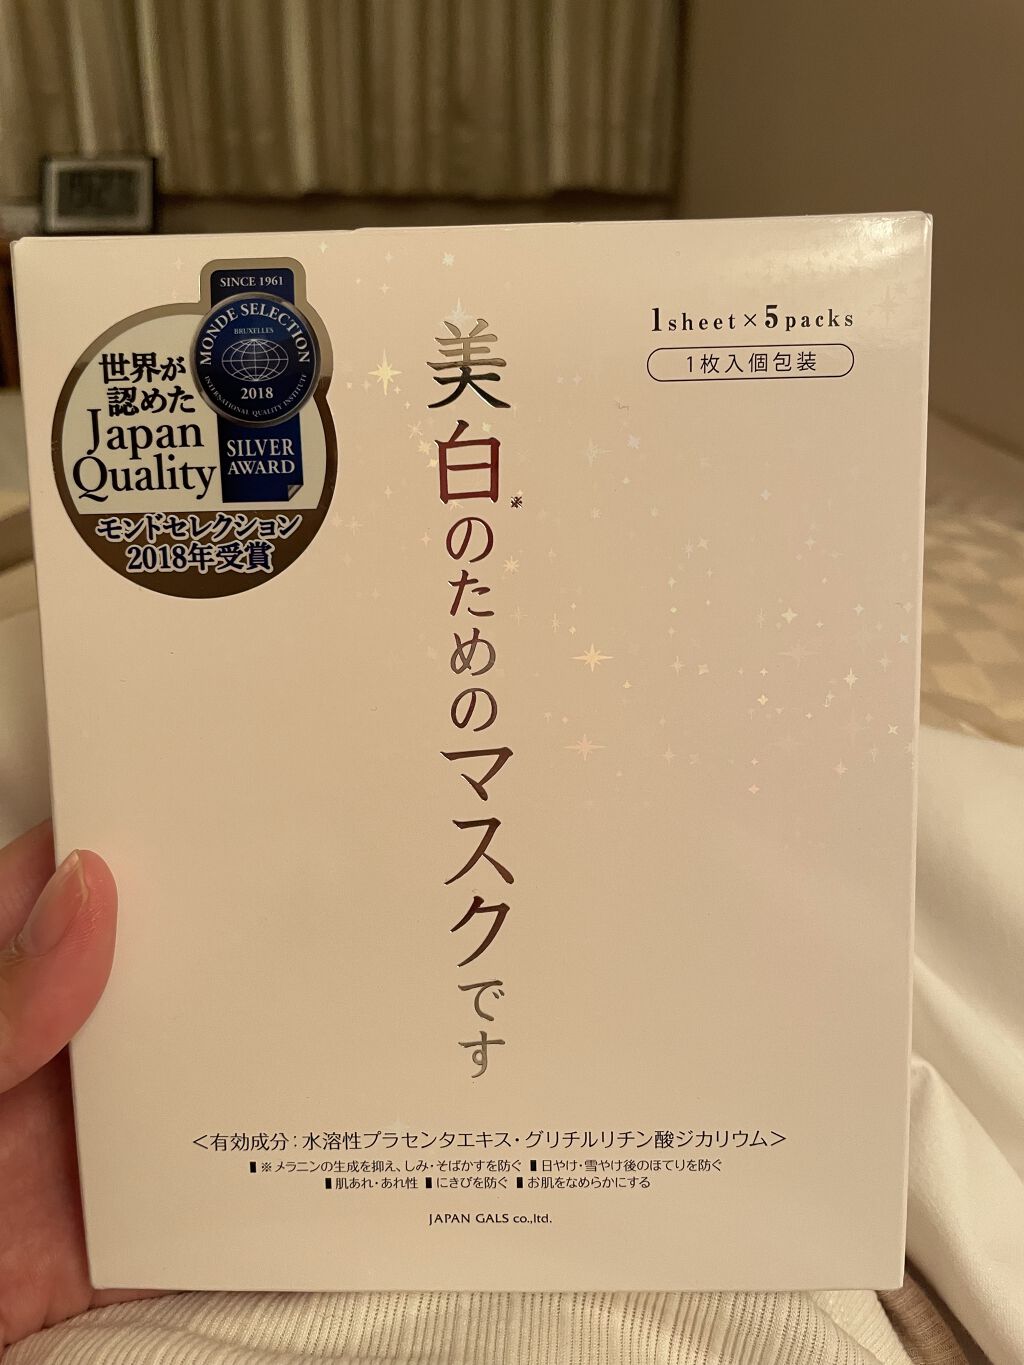 SINCE 1961
MONDE SELECTION
BRUXELLES
INTERNATIONAL QUALITY INSTITUTE
2018
SILVER
AWARD
世界が
認めた
Japan
Quality
モンドセレクション
2018年受賞
1sheet×5packs
1枚入個包装
美白※のためのマスクです
＜有効成分：水溶性プラセンタエキス・グリチルリチン酸ジカリウム＞
▮※メラニンの生成を抑え、しみ・そばかすを防ぐ ▮日やけ・雪やけ後のほてりを防ぐ
▮肌あれ・あれ性 ▮にきびを防ぐ ▮お肌をなめらかにする
JAPAN GALS co.,ltd.